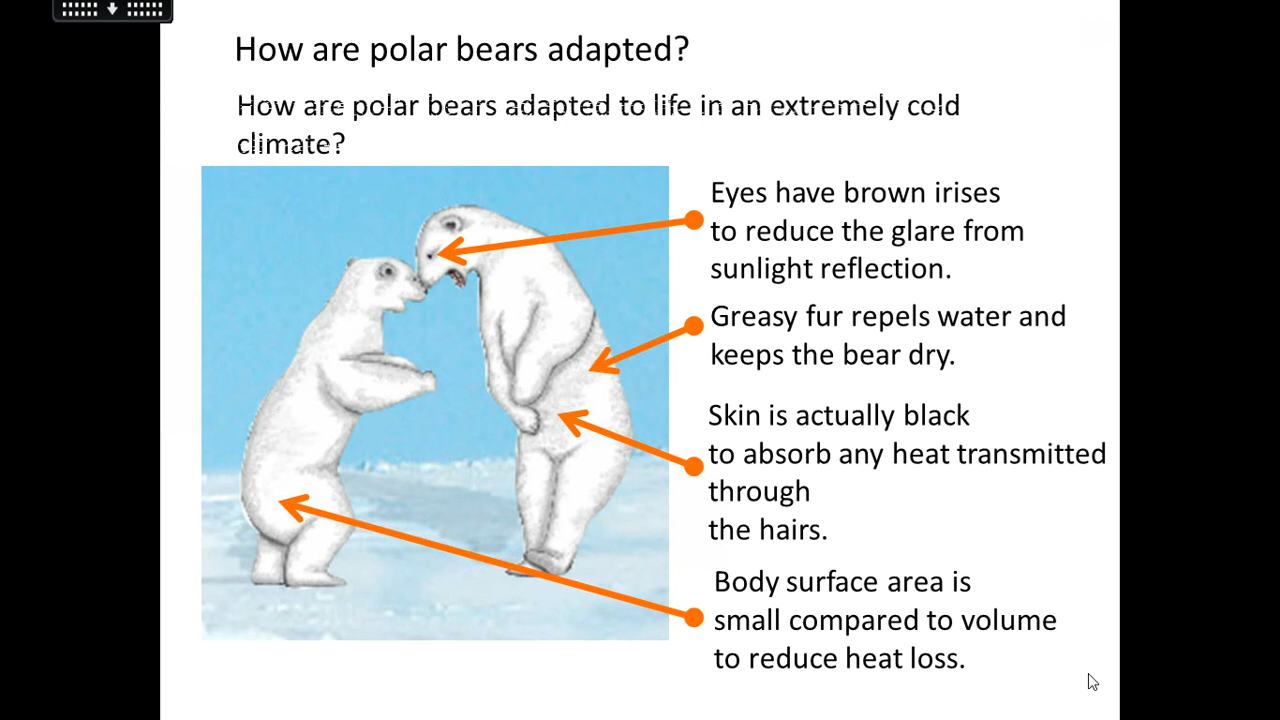 How are polar bears adapted?
How are polar bears adapted to life in an extremely cold
climate?
Eyes have brown irises
to reduce the glare from
sunlight reflection.
Greasy fur repels water and
keeps the bear dry.
Skin is actually black
to absorb any heat transmitted
through
the hairs.
Body surface area is
small compared to volume
to reduce heat loss.